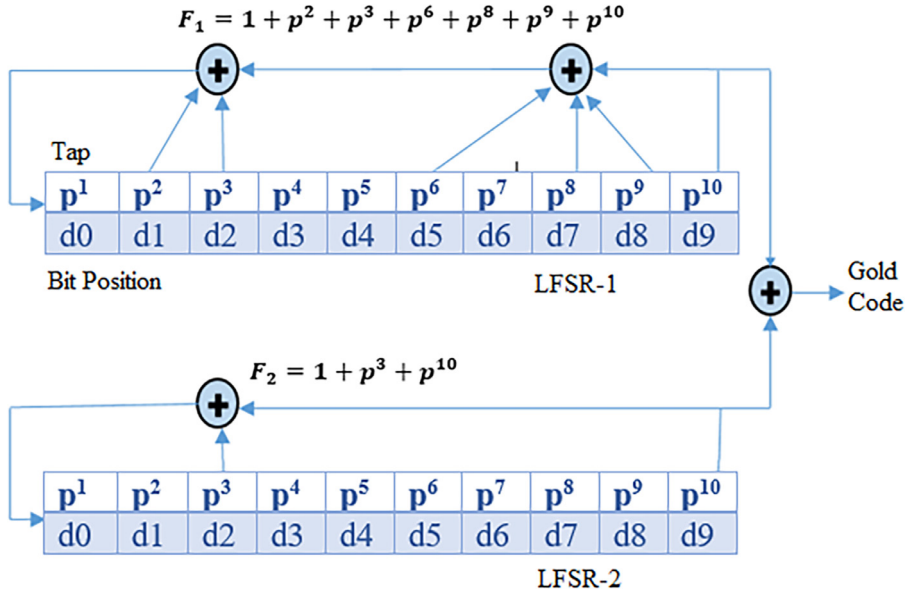 F₁ = 1 + p² + p³ + p⁶ + p⁸ + p⁹ + p¹⁰
+ +
Tap
p¹ p² p³ p⁴ p⁵ p⁶ p⁷ p⁸ p⁹ p¹⁰
d0 d1 d2 d3 d4 d5 d6 d7 d8 d9
Bit Position LFSR-1
+ Gold
Code
F₂ = 1 + p³ + p¹⁰
+
p¹ p² p³ p⁴ p⁵ p⁶ p⁷ p⁸ p⁹ p¹⁰
d0 d1 d2 d3 d4 d5 d6 d7 d8 d9
LFSR-2